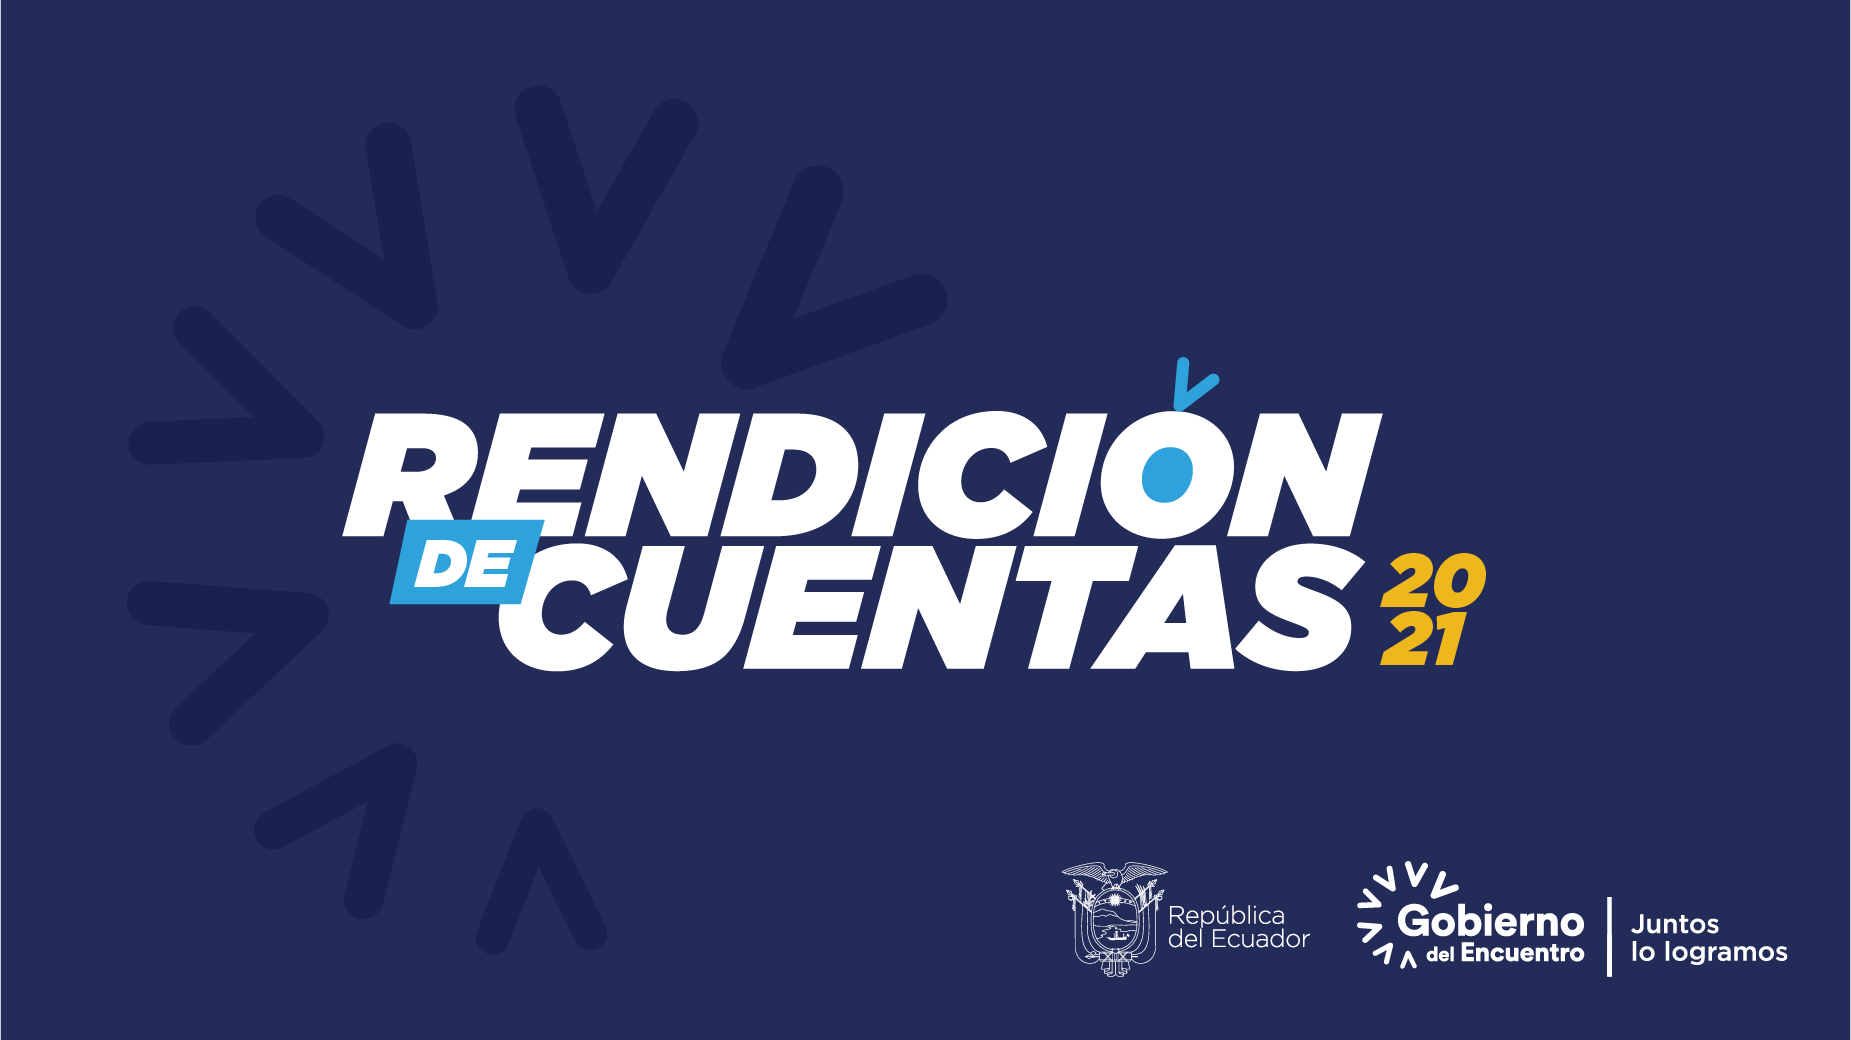 RENDICIÓN
DE CUENTAS 20
21
República
del Ecuador
Gobierno
del Encuentro
Juntos
lo logramos